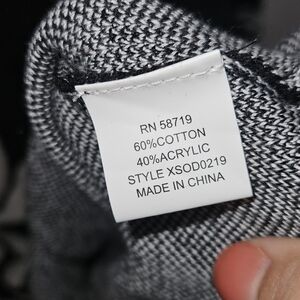 RN 58719
60%COTTON
40%ACRYLIC
STYLE XSOD0219
MADE IN CHINA